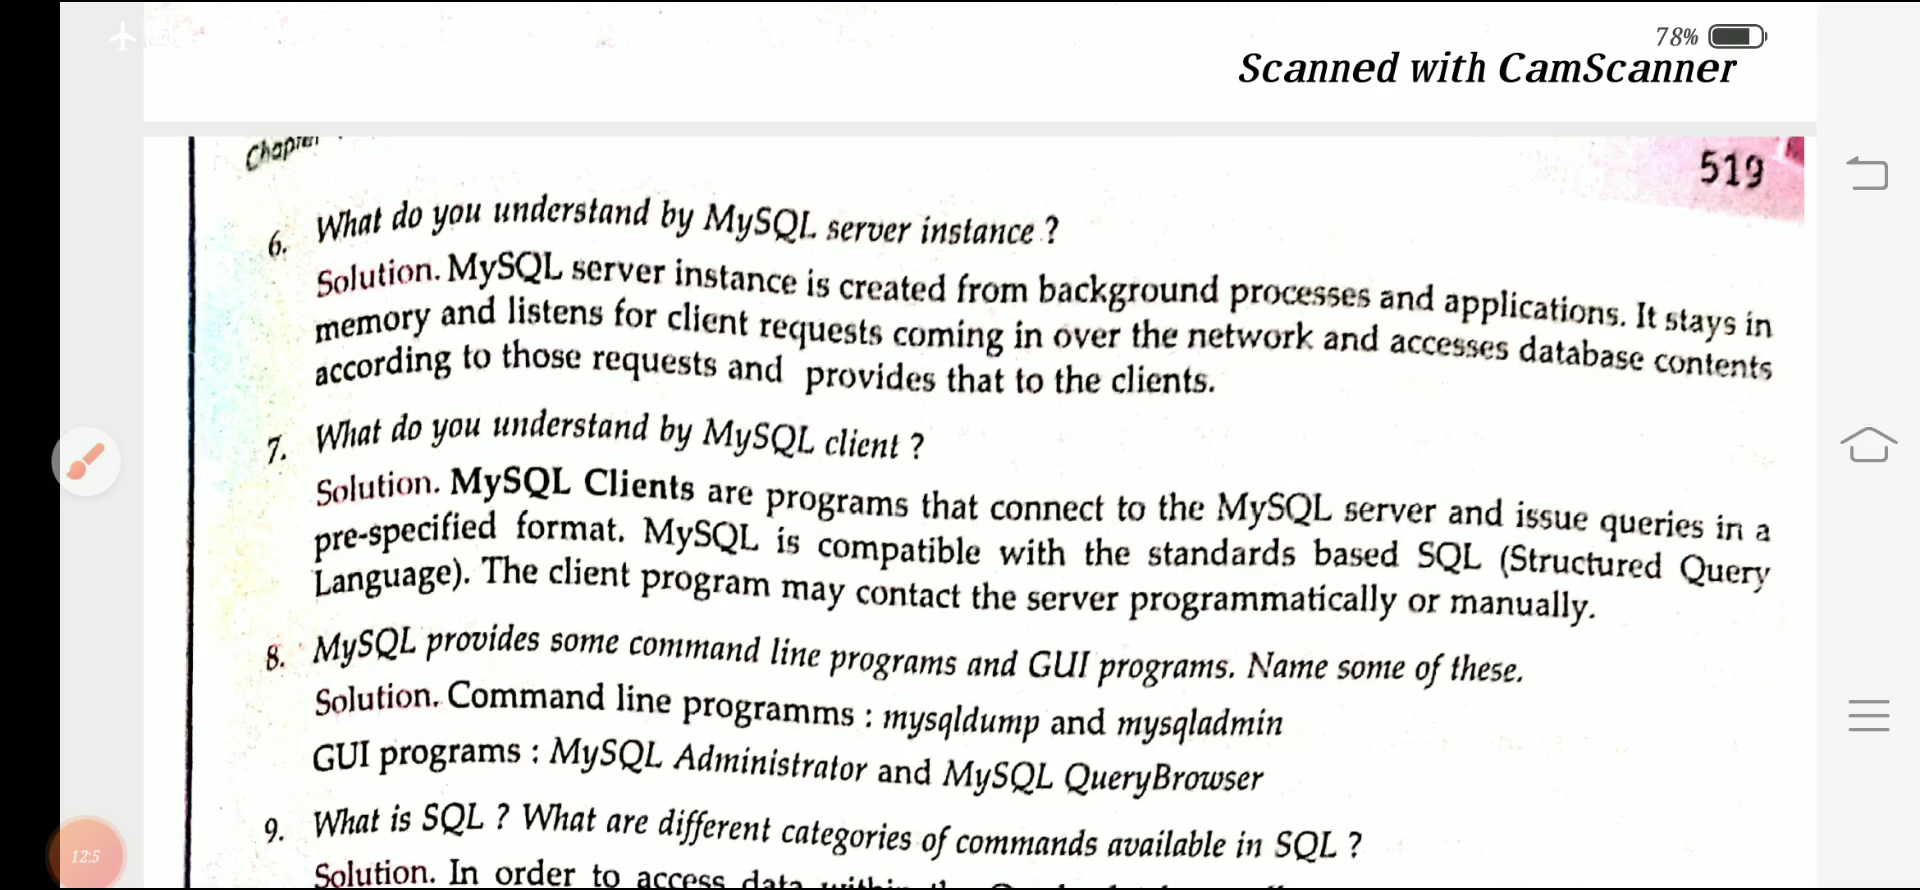 78%
Scanned with CamScanner
519
6. What do you understand by MySQL server instance ?
Solution. MySQL server instance is created from background processes and applications. It stays in
memory and listens for client requests coming in over the network and accesses database contents
according to those requests and provides that to the clients.
7. What do you understand by MySQL client ?
Solution. MySQL Clients are programs that connect to the MySQL server and issue queries in a
pre-specified format. MySQL is compatible with the standards based SQL (Structured Query
Language). The client program may contact the server programmatically or manually.
8. MySQL provides some command line programs and GUI programs. Name some of these.
Solution. Command line programms : mysqldump and mysqladmin
GUI programs : MySQL Administrator and MySQL QueryBrowser
9. What is SQL ? What are different categories of commands available in SQL ?
Solution. In order to access data
12:5